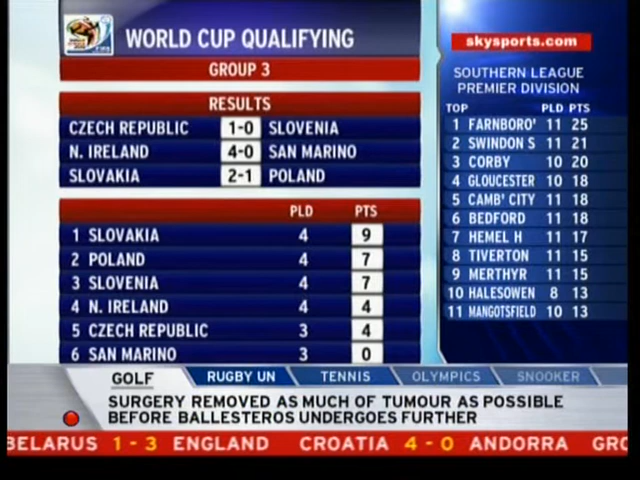 WORLD CUP QUALIFYING
GROUP 3
RESULTS
CZECH REPUBLIC 1-0 SLOVENIA
N. IRELAND 4-0 SAN MARINO
SLOVAKIA 2-1 POLAND
PLD PTS
1 SLOVAKIA 4 9
2 POLAND 4 7
3 SLOVENIA 4 7
4 N. IRELAND 4 4
5 CZECH REPUBLIC 3 4
6 SAN MARINO 3 0
skysports.com
SOUTHERN LEAGUE
PREMIER DIVISION
TOP PLD PTS
1 FARNBORO' 11 25
2 SWINDON S 11 21
3 CORBY 10 20
4 GLOUCESTER 10 18
5 CAMB' CITY 11 18
6 BEDFORD 11 18
7 HEMEL H 11 17
8 TIVERTON 11 15
9 MERTHYR 11 15
10 HALESOWEN 8 13
11 MANGOTSFIELD 10 13
GOLF RUGBY UN TENNIS OLYMPICS SNOOKER
SURGERY REMOVED AS MUCH OF TUMOUR AS POSSIBLE
BEFORE BALLESTEROS UNDERGOES FURTHER
BELARUS 1 - 3 ENGLAND CROATIA 4 - 0 ANDORRA GRO